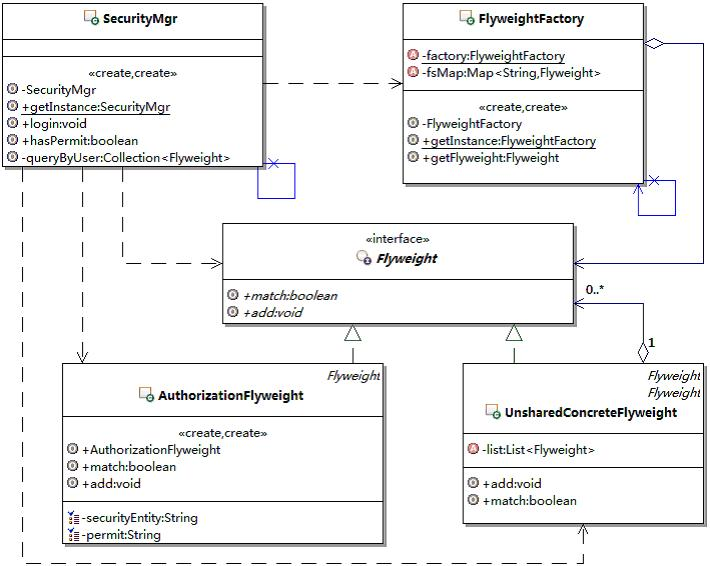 SecurityMgr
«create,create»
-SecurityMgr
+getInstance:SecurityMgr
+login:void
+hasPermit:boolean
-queryByUser:Collection<Flyweight>
FlyweightFactory
-factory:FlyweightFactory
-fsMap:Map<String,Flyweight>
«create,create»
-FlyweightFactory
+getInstance:FlyweightFactory
+getFlyweight:Flyweight
«interface»
Flyweight
+match:boolean
+add:void
0..*
1
Flyweight
AuthorizationFlyweight
«create,create»
+AuthorizationFlyweight
+match:boolean
+add:void
-securityEntity:String
-permit:String
Flyweight
Flyweight
UnsharedConcreteFlyweight
-list:List<Flyweight>
+add:void
+match:boolean